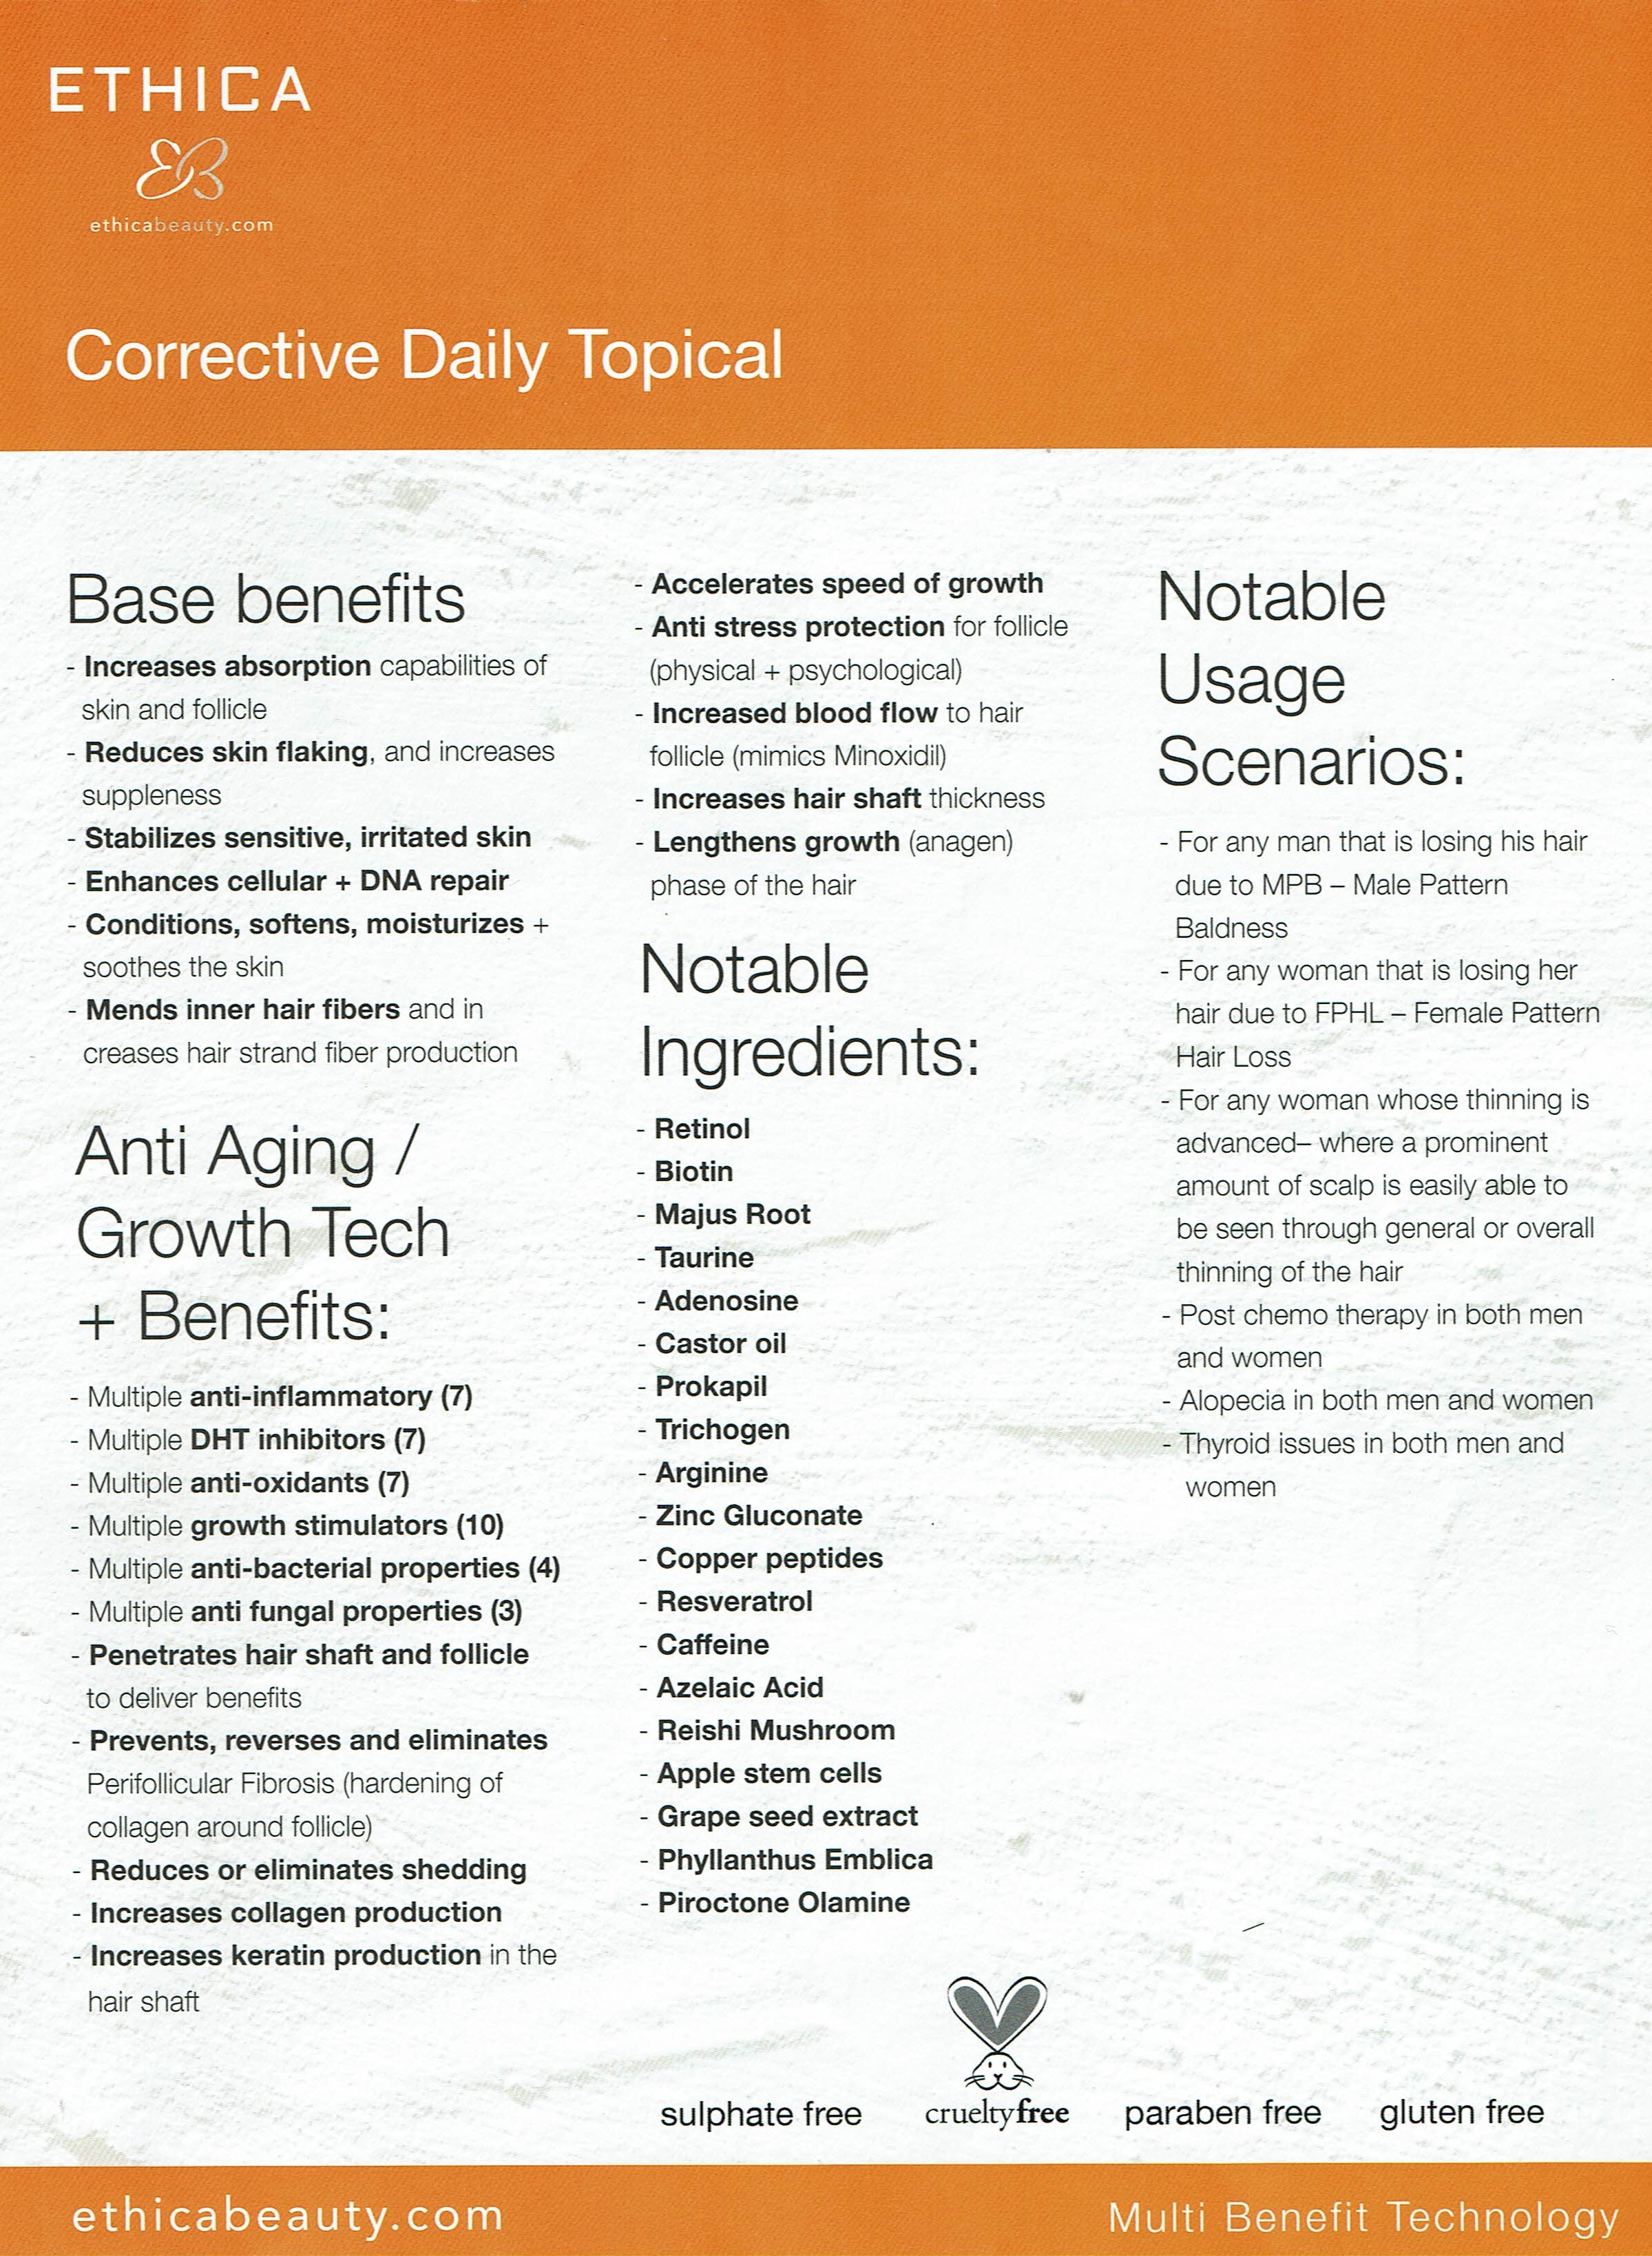 ETHICA
EB
ethicabeauty.com
Corrective Daily Topical
Base benefits
- Increases absorption capabilities of
skin and follicle
- Reduces skin flaking, and increases
suppleness
- Stabilizes sensitive, irritated skin
- Enhances cellular + DNA repair
- Conditions, softens, moisturizes +
soothes the skin
- Mends inner hair fibers and in
creases hair strand fiber production
Anti Aging /
Growth Tech
+ Benefits:
- Multiple anti-inflammatory (7)
- Multiple DHT inhibitors (7)
- Multiple anti-oxidants (7)
- Multiple growth stimulators (10)
- Multiple anti-bacterial properties (4)
- Multiple anti fungal properties (3)
- Penetrates hair shaft and follicle
to deliver benefits
- Prevents, reverses and eliminates
Perifollicular Fibrosis (hardening of
collagen around follicle)
- Reduces or eliminates shedding
- Increases collagen production
- Increases keratin production in the
hair shaft
- Accelerates speed of growth
- Anti stress protection for follicle
(physical + psychological)
- Increased blood flow to hair
follicle (mimics Minoxidil)
- Increases hair shaft thickness
- Lengthens growth (anagen)
phase of the hair
Notable
Ingredients:
- Retinol
- Biotin
- Majus Root
- Taurine
- Adenosine
- Castor oil
- Prokapil
- Trichogen
- Arginine
- Zinc Gluconate
- Copper peptides
- Resveratrol
- Caffeine
- Azelaic Acid
- Reishi Mushroom
- Apple stem cells
- Grape seed extract
- Phyllanthus Emblica
- Piroctone Olamine
Notable
Usage
Scenarios:
- For any man that is losing his hair
due to MPB – Male Pattern
Baldness
- For any woman that is losing her
hair due to FPHL – Female Pattern
Hair Loss
- For any woman whose thinning is
advanced– where a prominent
amount of scalp is easily able to
be seen through general or overall
thinning of the hair
- Post chemo therapy in both men
and women
- Alopecia in both men and women
- Thyroid issues in both men and
women
sulphate free
crueltyfree
paraben free
gluten free
ethicabeauty.com
Multi Benefit Technology